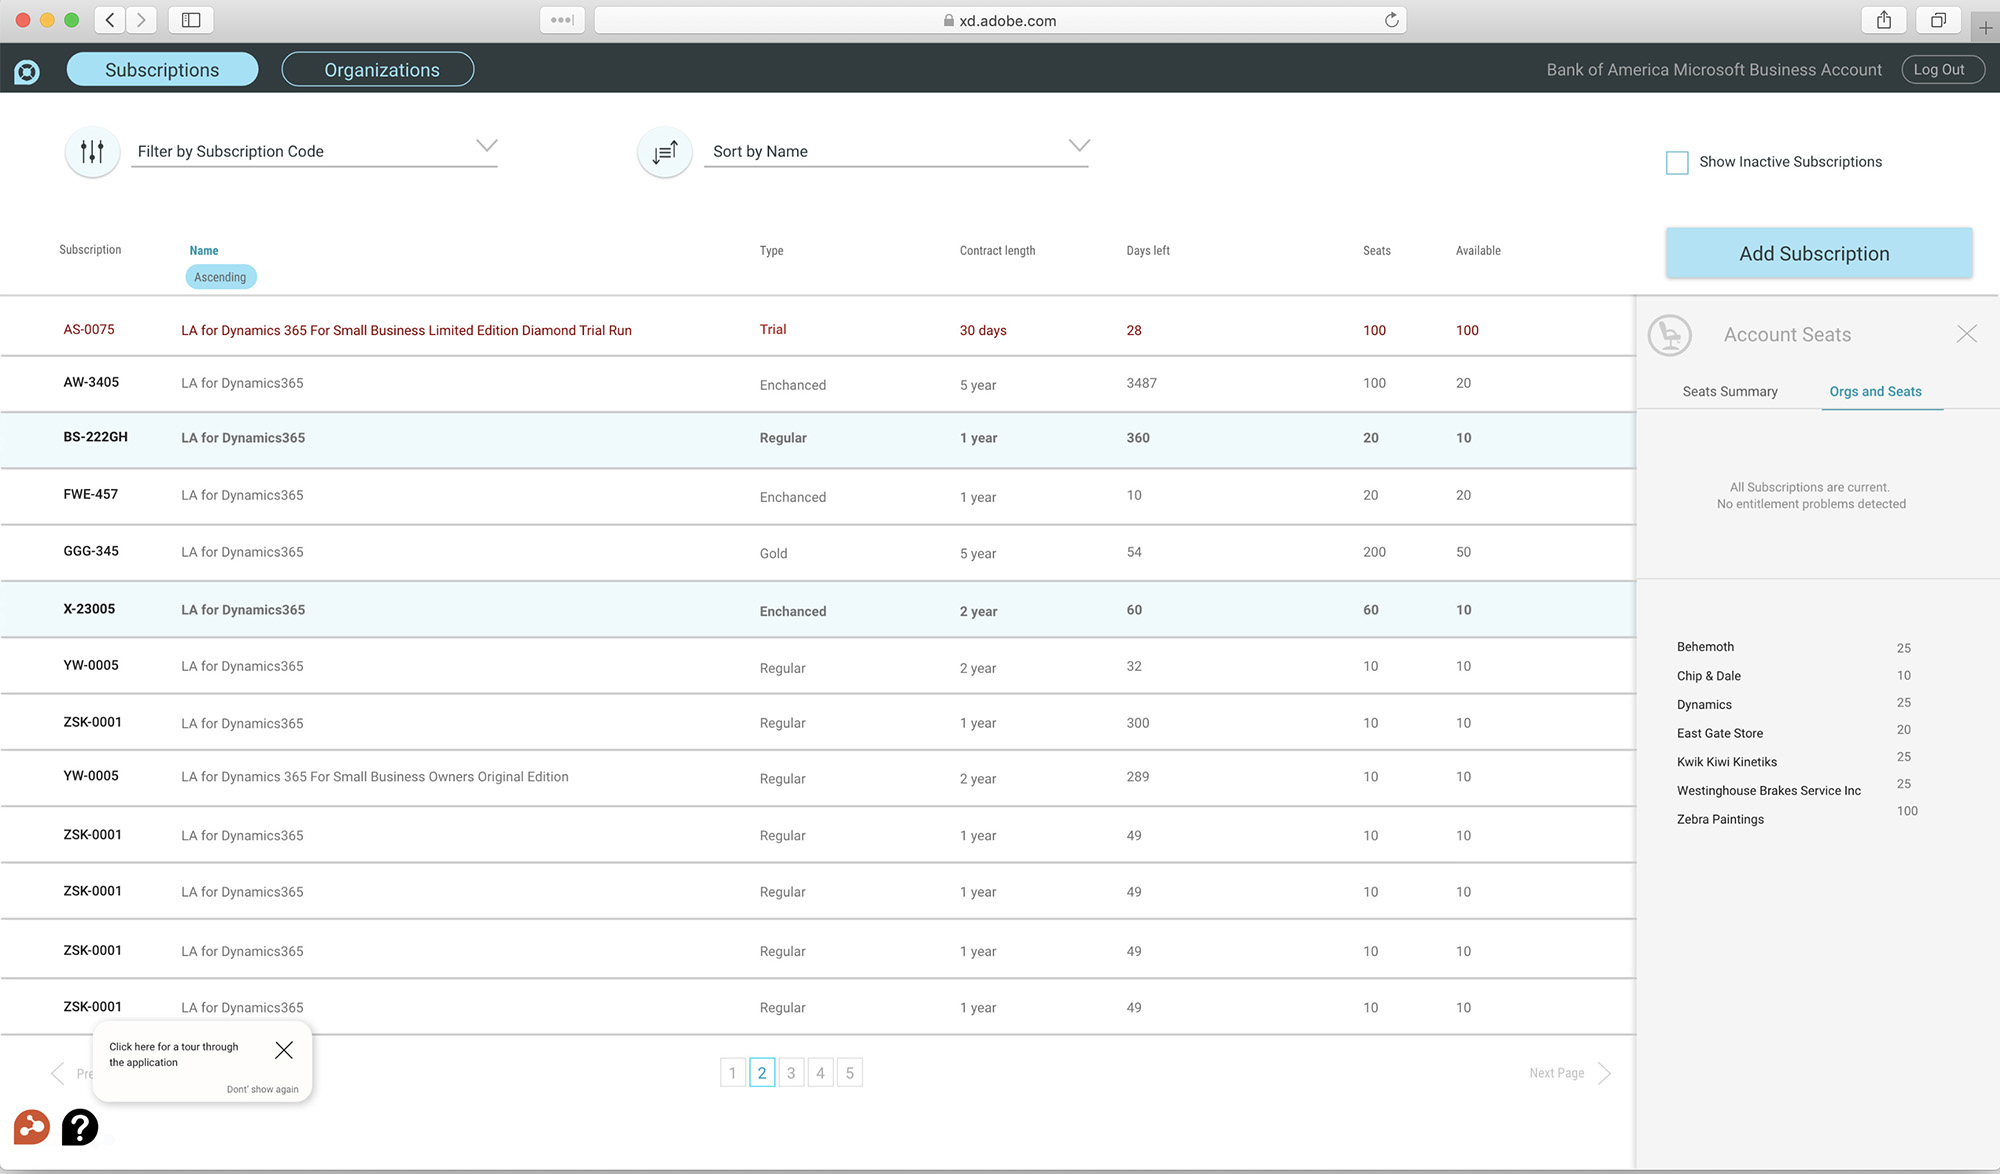 xd.adobe.com
Subscriptions Organizations Bank of America Microsoft Business Account Log Out
Filter by Subscription Code Sort by Name Show Inactive Subscriptions
Subscription Name Type Contract length Days left Seats Available
Ascending
Add Subscription
AS-0075 LA for Dynamics 365 For Small Business Limited Edition Diamond Trial Run Trial 30 days 28 100 100
AW-3405 LA for Dynamics365 Enchanced 5 year 3487 100 20
BS-222GH LA for Dynamics365 Regular 1 year 360 20 10
FWE-457 LA for Dynamics365 Enchanced 1 year 10 20 20
GGG-345 LA for Dynamics365 Gold 5 year 54 200 50
X-23005 LA for Dynamics365 Enchanced 2 year 60 60 10
YW-0005 LA for Dynamics365 Regular 2 year 32 10 10
ZSK-0001 LA for Dynamics365 Regular 1 year 300 10 10
YW-0005 LA for Dynamics 365 For Small Business Owners Original Edition Regular 2 year 289 10 10
ZSK-0001 LA for Dynamics365 Regular 1 year 49 10 10
ZSK-0001 LA for Dynamics365 Regular 1 year 49 10 10
ZSK-0001 LA for Dynamics365 Regular 1 year 49 10 10
ZSK-0001 LA for Dynamics365 Regular 1 year 49 10 10
Account Seats
Seats Summary Orgs and Seats
All Subscriptions are current.
No entitlement problems detected
Behemoth 25
Chip & Dale 10
Dynamics 25
East Gate Store 20
Kwik Kiwi Kinetiks 25
Westinghouse Brakes Service Inc 25
Zebra Paintings 100
Click here for a tour through
the application
Dont' show again
Pre 1 2 3 4 5 Next Page
?